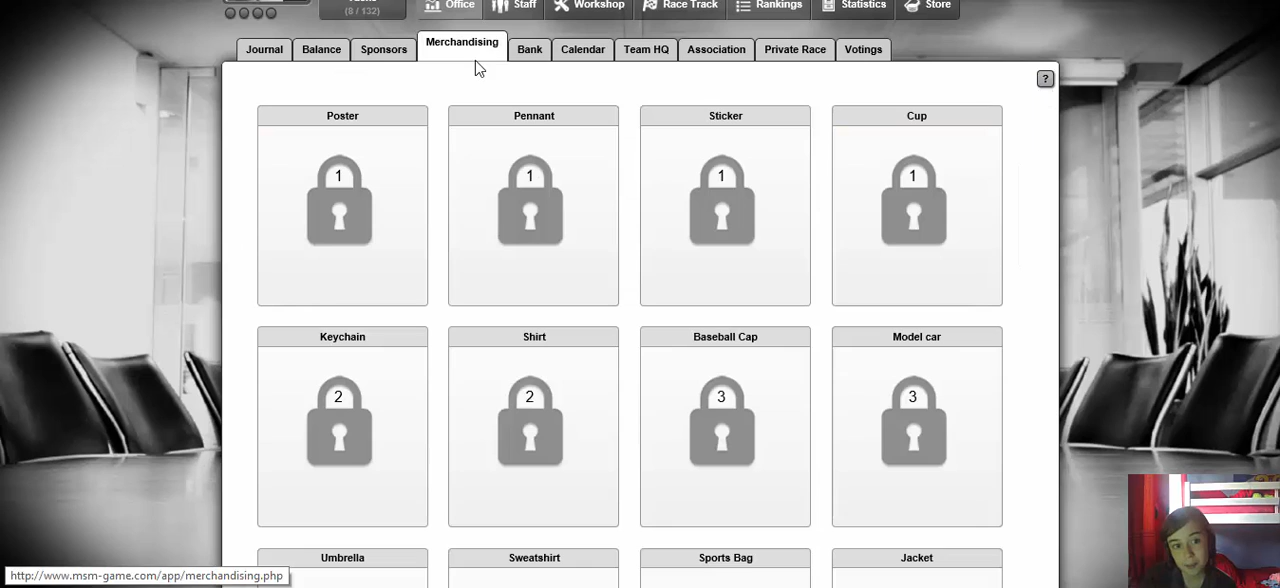 (8 / 132)
Office
Staff
Workshop
Race Track
Rankings
Statistics
Store
Journal
Balance
Sponsors
Merchandising
Bank
Calendar
Team HQ
Association
Private Race
Votings
?
Poster
Pennant
Sticker
Cup
1
1
1
1
Keychain
Shirt
Baseball Cap
Model car
2
2
3
3
Umbrella
Sweatshirt
Sports Bag
Jacket
http://www.msm-game.com/app/merchandising.php